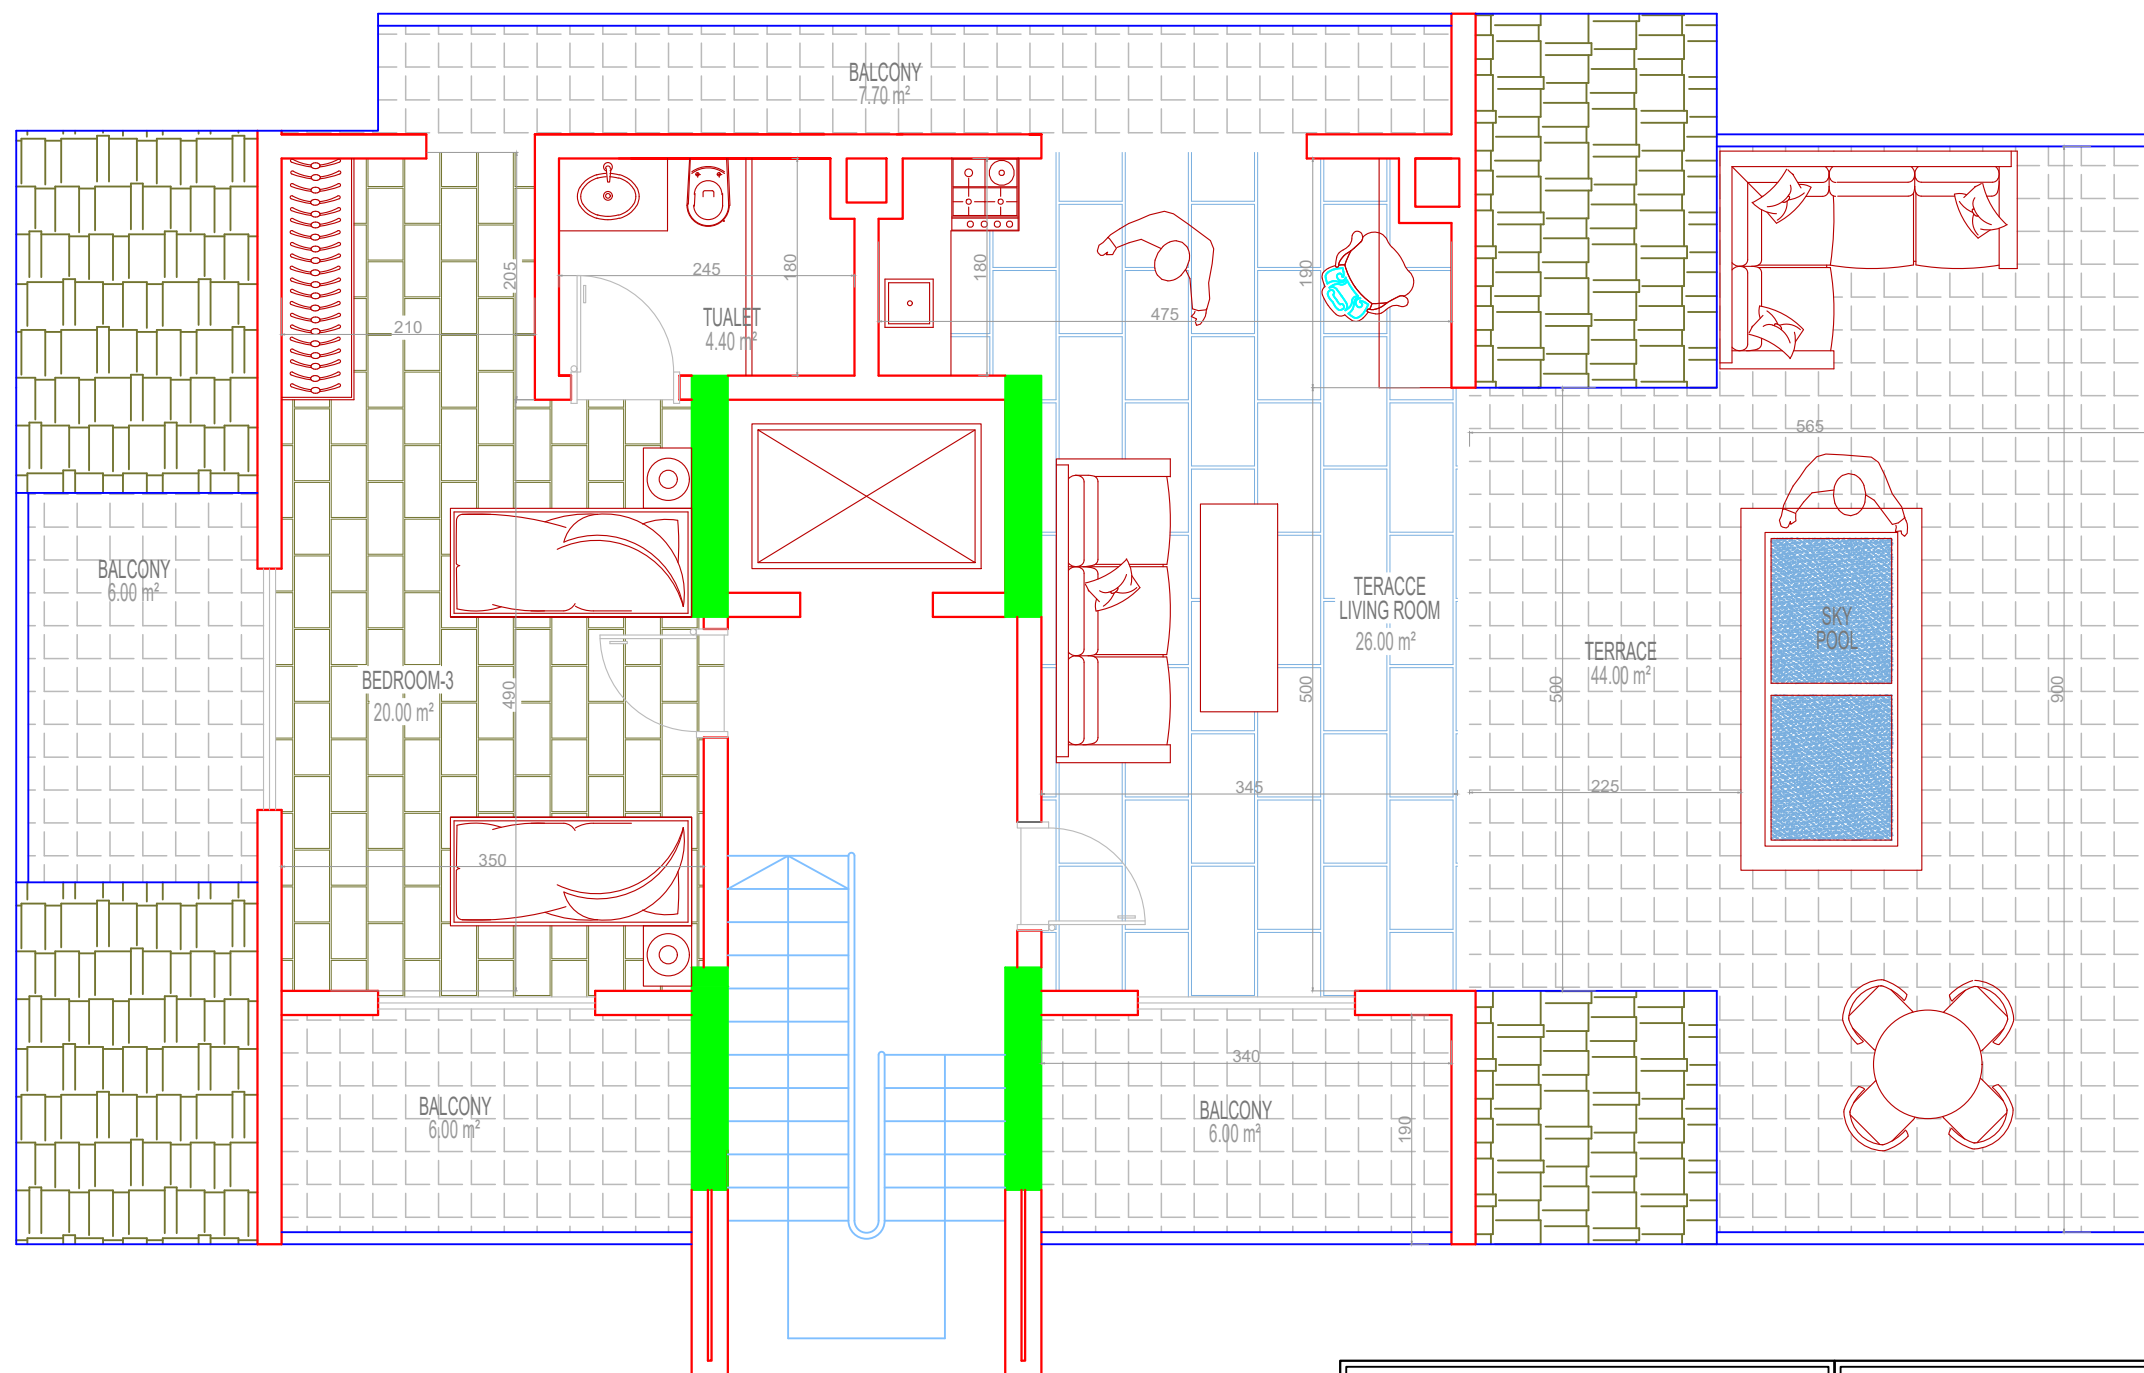 BALCONY
7.70 m²
205
245
180
180
190
210
TUALET
4.40 m²
475
565
BALCONY
6.00 m²
TERACCE
LIVING ROOM
26.00 m²
SKY
POOL
TERRACE
44.00 m²
BEDROOM-3
20.00 m²
490
500
500
900
345
225
350
340
BALCONY
6.00 m²
BALCONY
6.00 m²
190